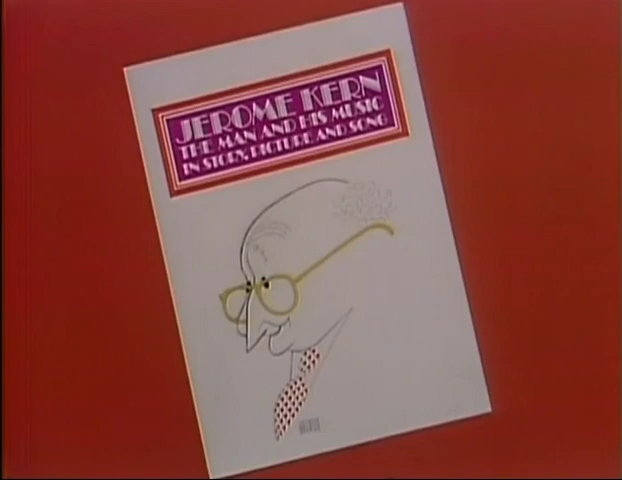 JEROME KERN
THE MAN AND HIS MUSIC
IN STORY, PICTURE AND SONG